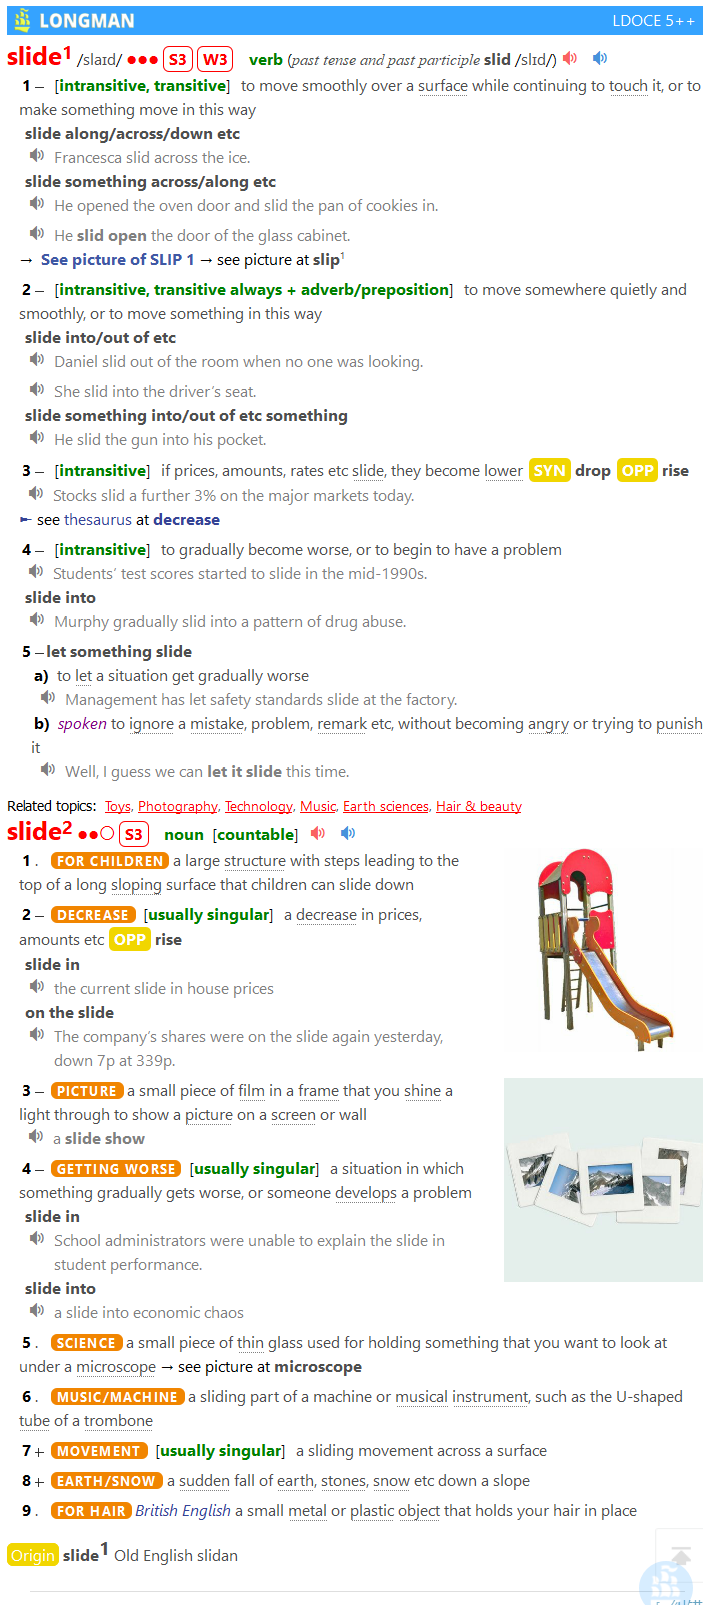 LONGMAN LDOCE 5++
slide1 /slaɪd/ ●●● S3 W3 verb (past tense and past participle slid /slɪd/)
1 – [intransitive, transitive] to move smoothly over a surface while continuing to touch it, or to
make something move in this way
slide along/across/down etc
Francesca slid across the ice.
slide something across/along etc
He opened the oven door and slid the pan of cookies in.
He slid open the door of the glass cabinet.
→ See picture of SLIP 1 → see picture at slip1
2 – [intransitive, transitive always + adverb/preposition] to move somewhere quietly and
smoothly, or to move something in this way
slide into/out of etc
Daniel slid out of the room when no one was looking.
She slid into the driver’s seat.
slide something into/out of etc something
He slid the gun into his pocket.
3 – [intransitive] if prices, amounts, rates etc slide, they become lower SYN drop OPP rise
Stocks slid a further 3% on the major markets today.
► see thesaurus at decrease
4 – [intransitive] to gradually become worse, or to begin to have a problem
Students’ test scores started to slide in the mid-1990s.
slide into
Murphy gradually slid into a pattern of drug abuse.
5 – let something slide
a) to let a situation get gradually worse
Management has let safety standards slide at the factory.
b) spoken to ignore a mistake, problem, remark etc, without becoming angry or trying to punish
it
Well, I guess we can let it slide this time.
Related topics: Toys, Photography, Technology, Music, Earth sciences, Hair & beauty
slide2 ●●○ S3 noun [countable]
1 . FOR CHILDREN a large structure with steps leading to the
top of a long sloping surface that children can slide down
2 – DECREASE [usually singular] a decrease in prices,
amounts etc OPP rise
slide in
the current slide in house prices
on the slide
The company’s shares were on the slide again yesterday,
down 7p at 339p.
3 – PICTURE a small piece of film in a frame that you shine a
light through to show a picture on a screen or wall
a slide show
4 – GETTING WORSE [usually singular] a situation in which
something gradually gets worse, or someone develops a problem
slide in
School administrators were unable to explain the slide in
student performance.
slide into
a slide into economic chaos
5 . SCIENCE a small piece of thin glass used for holding something that you want to look at
under a microscope → see picture at microscope
6 . MUSIC/MACHINE a sliding part of a machine or musical instrument, such as the U-shaped
tube of a trombone
7 + MOVEMENT [usually singular] a sliding movement across a surface
8 + EARTH/SNOW a sudden fall of earth, stones, snow etc down a slope
9 . FOR HAIR British English a small metal or plastic object that holds your hair in place
Origin slide1 Old English slidan